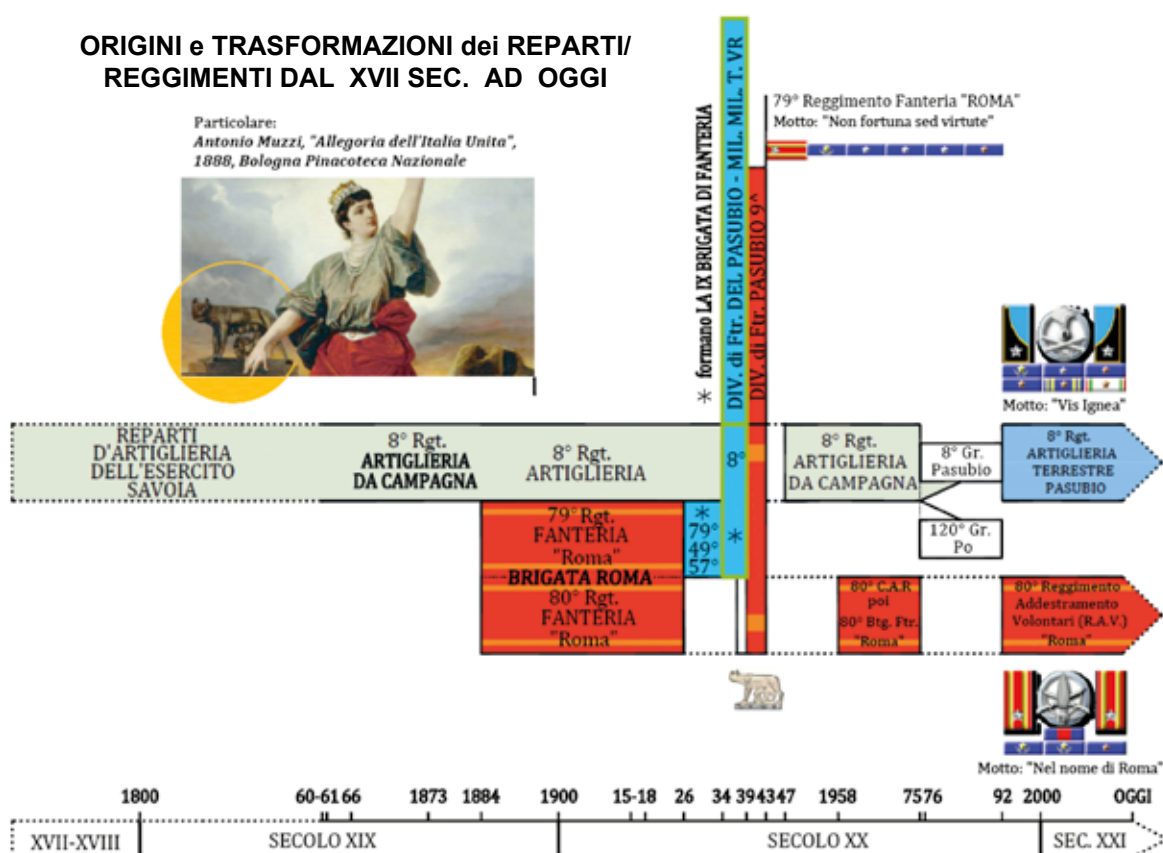 ORIGINI e TRASFORMAZIONI dei REPARTI/
REGGIMENTI DAL XVII SEC. AD OGGI
Particolare:
Antonio Muzzi, "Allegoria dell'Italia Unita",
1888, Bologna Pinacoteca Nazionale
* formano LA IX BRIGATA DI FANTERIA
DIV. di Ftr. DEL PASUBIO - MIL. MIL. T. VR
DIV. di Ftr. PASUBIO 9^
79° Reggimento Fanteria "ROMA"
Motto: "Non fortuna sed virtute"
Motto: "Vis Ignea"
REPARTI
D'ARTIGLIERIA
DELL'ESERCITO
SAVOIA
8° Rgt.
ARTIGLIERIA
DA CAMPAGNA
8° Rgt.
ARTIGLIERIA
8°
8° Rgt.
ARTIGLIERIA
DA CAMPAGNA
8° Gr.
Pasubio
120° Gr.
Po
8° Rgt.
ARTIGLIERIA
TERRESTRE
PASUBIO
79° Rgt.
FANTERIA
"Roma"
BRIGATA ROMA
80° Rgt.
FANTERIA
"Roma"
*
79°
49°
57°
*
80° C.A.R
poi
80° Btg. Ftr.
"Roma"
80° Reggimento
Addestramento
Volontari (R.A.V.)
"Roma"
Motto: "Nel nome di Roma"
1800 60-61 66 1873 1884 1900 15-18 26 34 39 43 47 1958 75 76 92 2000 OGGI
XVII-XVIII SECOLO XIX SECOLO XX SEC. XXI